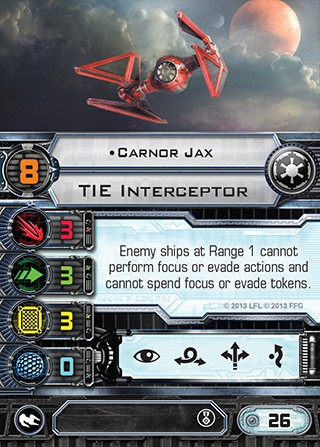 •Carnor Jax
8
TIE Interceptor
3
3
3
0
Enemy ships at Range 1 cannot
perform focus or evade actions and
cannot spend focus or evade tokens.
© 2013 LFL © 2013 FFG
26